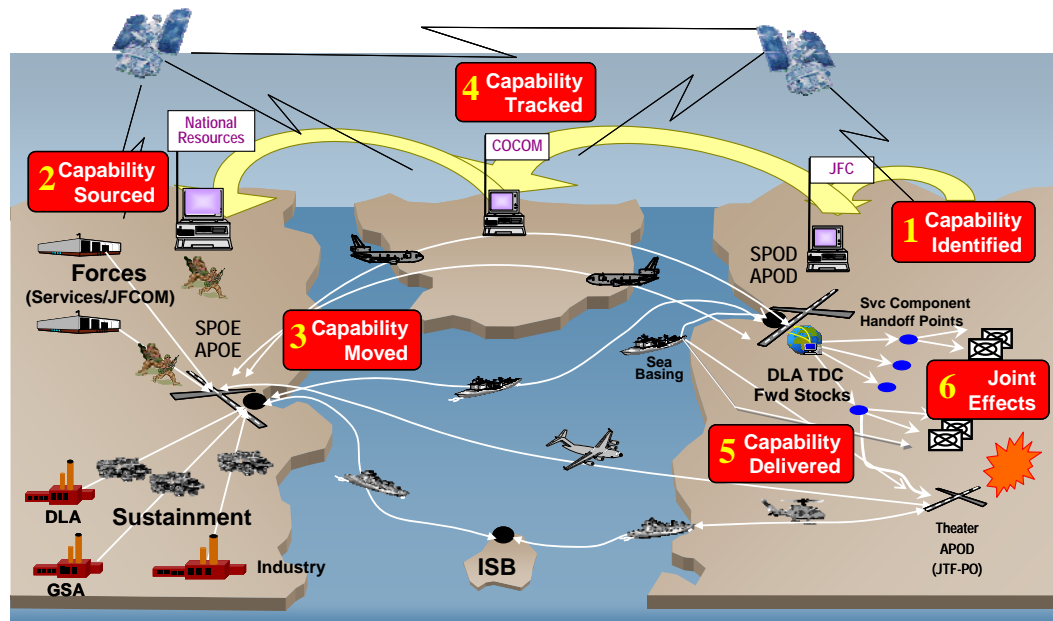 4 Capability
Tracked
National
Resources
COCOM
JFC
2 Capability
Sourced
1 Capability
Identified
SPOD
APOD
Forces
(Services/JFCOM)
Svc Component
Handoff Points
SPOE
APOE
3 Capability
Moved
Sea
Basing
DLA TDC
Fwd Stocks
6 Joint
Effects
5 Capability
Delivered
DLA
Sustainment
GSA
Industry
ISB
Theater
APOD
(JTF-PO)